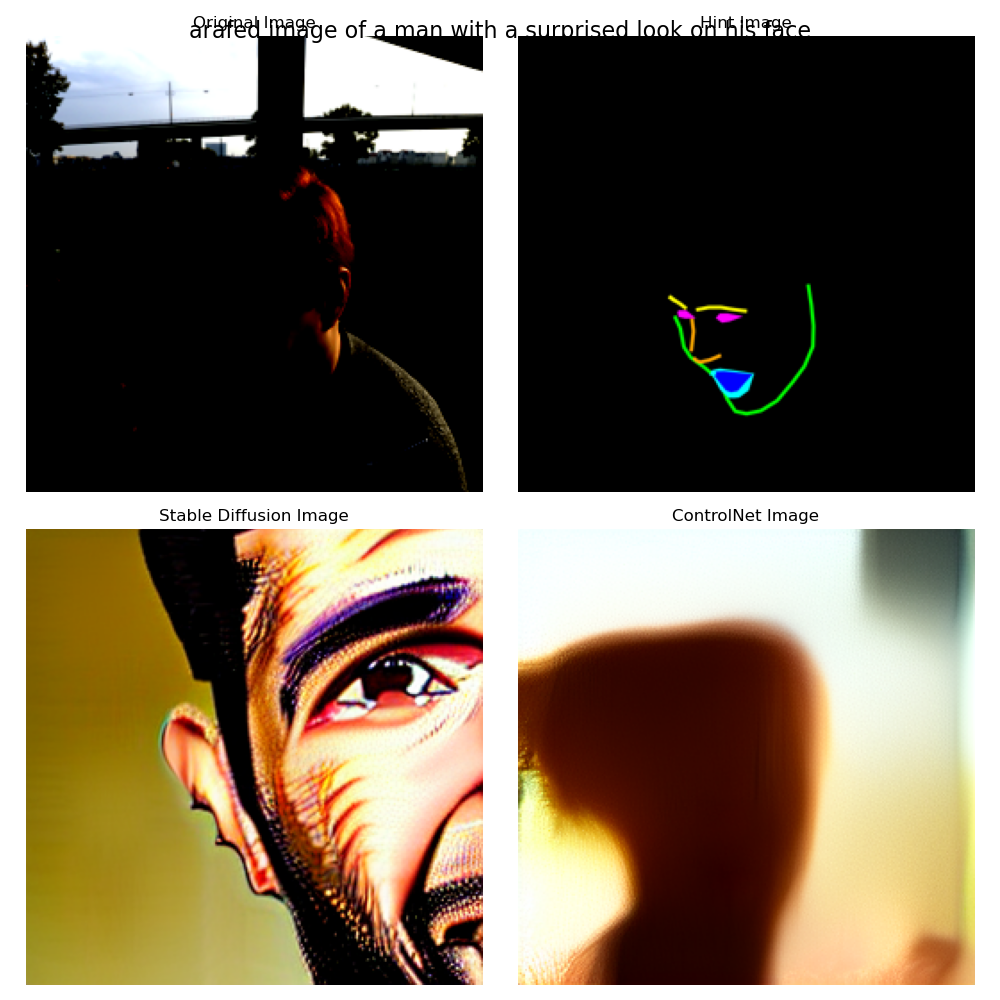 Original Image
Hint Image
arafed image of a man with a surprised look on his face
Stable Diffusion Image
ControlNet Image